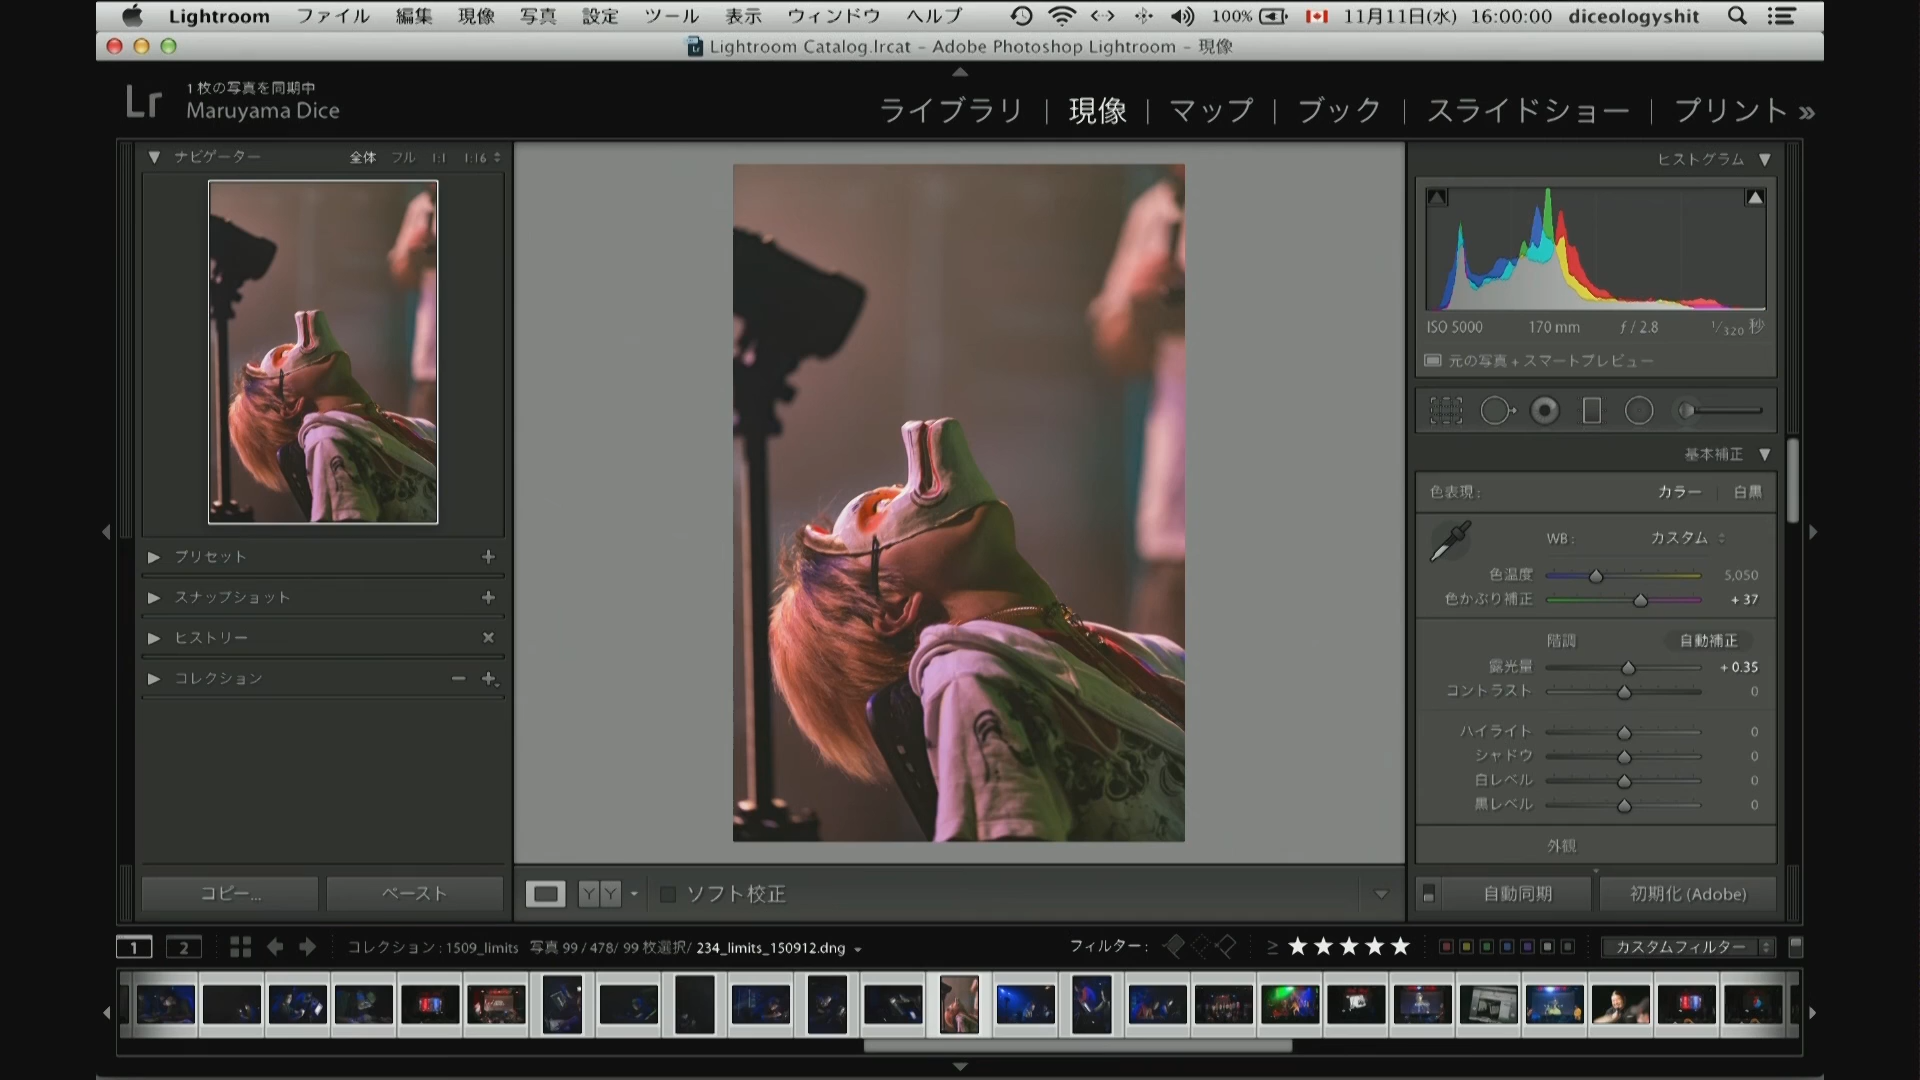 Lightroom ファイル 編集 現像 写真 設定 ツール 表示 ウィンドウ ヘルプ 100% 11月11日(水) 16:00:00 diceologyshit
Lightroom Catalog.lrcat – Adobe Photoshop Lightroom – 現像
Lr
1 枚の写真を同期中
Maruyama Dice
ライブラリ | 現像 | マップ | ブック | スライドショー | プリント »
ナビゲーター 全体 フル 1:1 1:16
プリセット
スナップショット
ヒストリー
コレクション
コピー... ペースト
ソフト校正
ヒストグラム
ISO 5000 170 mm ƒ / 2.8 1/320 秒
元の写真 + スマートプレビュー
基本補正
色表現 : カラー 白黒
WB : カスタム
色温度 5,050
色かぶり補正 + 37
階調 自動補正
露光量 + 0.35
コントラスト 0
ハイライト 0
シャドウ 0
白レベル 0
黒レベル 0
外観
自動同期 初期化 (Adobe)
1 2 コレクション : 1509_limits 写真 99 / 478/ 99 枚選択/ 234_limits_150912.dng フィルター : ≥ ★★★★★ カスタムフィルター